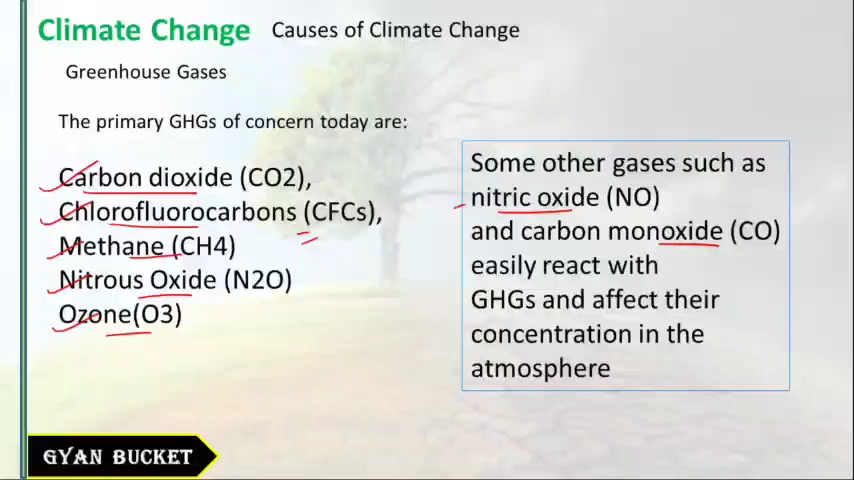 Climate Change Causes of Climate Change
Greenhouse Gases
The primary GHGs of concern today are:
Carbon dioxide (CO2),
Chlorofluorocarbons (CFCs),
Methane (CH4)
Nitrous Oxide (N2O)
Ozone(O3)
Some other gases such as
nitric oxide (NO)
and carbon monoxide (CO)
easily react with
GHGs and affect their
concentration in the
atmosphere
GYAN BUCKET